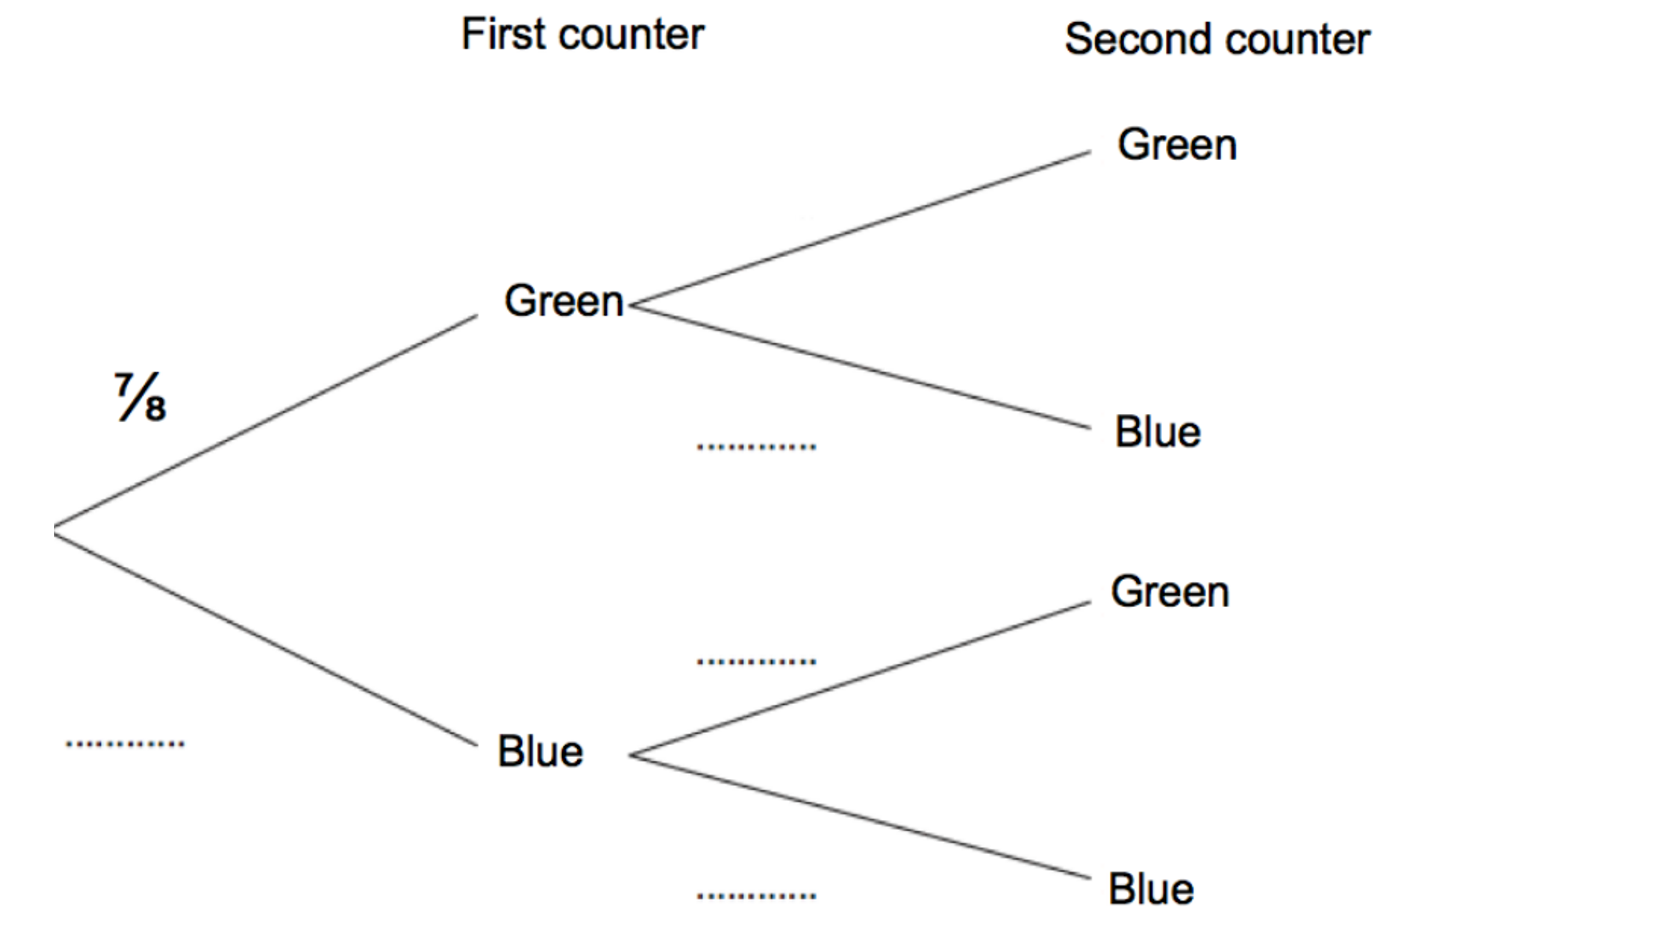 First counter
Second counter
Green
Green
⅞
Blue
............
Green
............
............
Blue
Blue
............